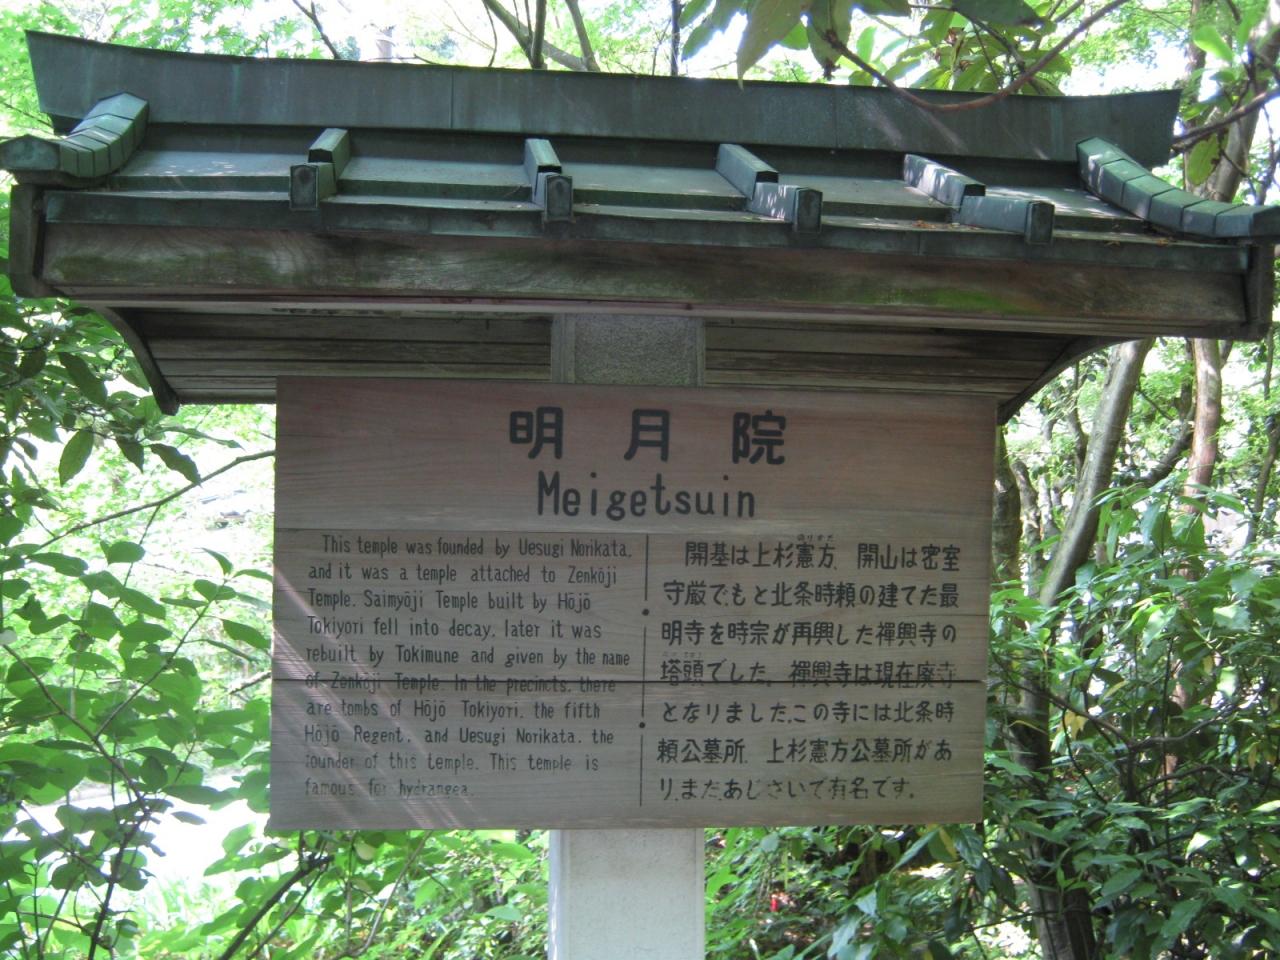 明月院
Meigetsuin
This temple was founded by Uesugi Norikata.
and it was a temple attached to Zenkōji
Temple. Saimyōji Temple built by Hōjō
Tokiyori fell into decay. later it was
rebuilt by Tokimune and given by the name
of Zenkōji Temple. In the precincts. there
are tombs of Hōjō Tokiyori. the fifth
Hōjō Regent. and Uesugi Norikata. the
founder of this temple. This temple is
famous for hydrangea.
開基は上杉憲方、開山は密室
守厳で、もと北条時頼の建てた最
明寺を時宗が再興した禅興寺の
塔頭でした。禅興寺は現在廃寺
となりました。この寺には北条時
頼公墓所、上杉憲方公墓所があ
り、またあじさいで有名です。